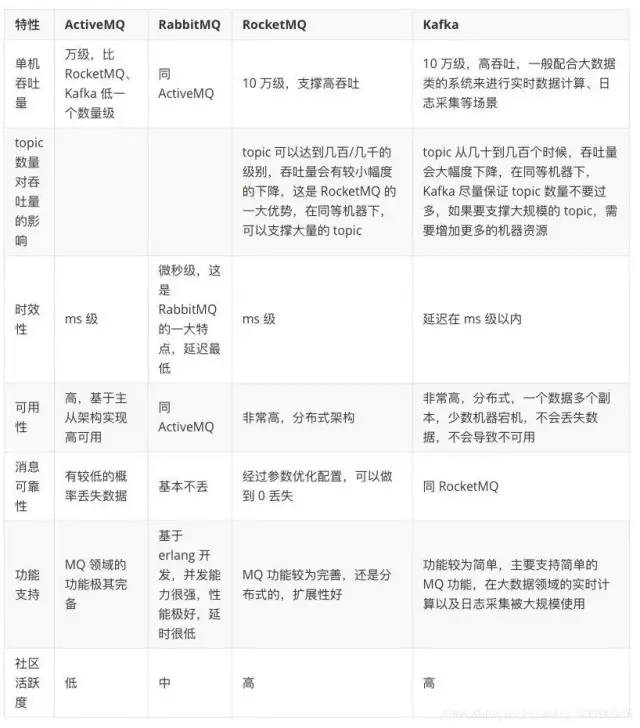 特性 ActiveMQ RabbitMQ RocketMQ Kafka
单机
吞吐
量
万级，比
RocketMQ、
Kafka 低一
个数量级
同
ActiveMQ
10 万级，支撑高吞吐
10 万级，高吞吐，一般配合大数据
类的系统来进行实时数据计算、日
志采集等场景
topic
数量
对吞
吐量
的影
响
topic 可以达到几百/几千的
级别，吞吐量会有较小幅度
的下降，这是 RocketMQ 的
一大优势，在同等机器下，
可以支撑大量的 topic
topic 从几十到几百个时候，吞吐量
会大幅度下降，在同等机器下，
Kafka 尽量保证 topic 数量不要过
多，如果要支撑大规模的 topic，需
要增加更多的机器资源
时效
性
ms 级
微秒级，这
是
RabbitMQ
的一大特
点，延迟最
低
ms 级
延迟在 ms 级以内
可用
性
高，基于主
从架构实现
高可用
同
ActiveMQ
非常高，分布式架构
非常高，分布式，一个数据多个副
本，少数机器宕机，不会丢失数
据，不会导致不可用
消息
可靠
性
有较低的概
率丢失数据
基本不丢
经过参数优化配置，可以做
到 0 丢失
同 RocketMQ
功能
支持
MQ 领域的
功能极其完
备
基于
erlang 开
发，并发能
力很强，性
能极好，延
时很低
MQ 功能较为完善，还是分
布式的，扩展性好
功能较为简单，主要支持简单的
MQ 功能，在大数据领域的实时计
算以及日志采集被大规模使用
社区
活跃
度
低
中
高
高